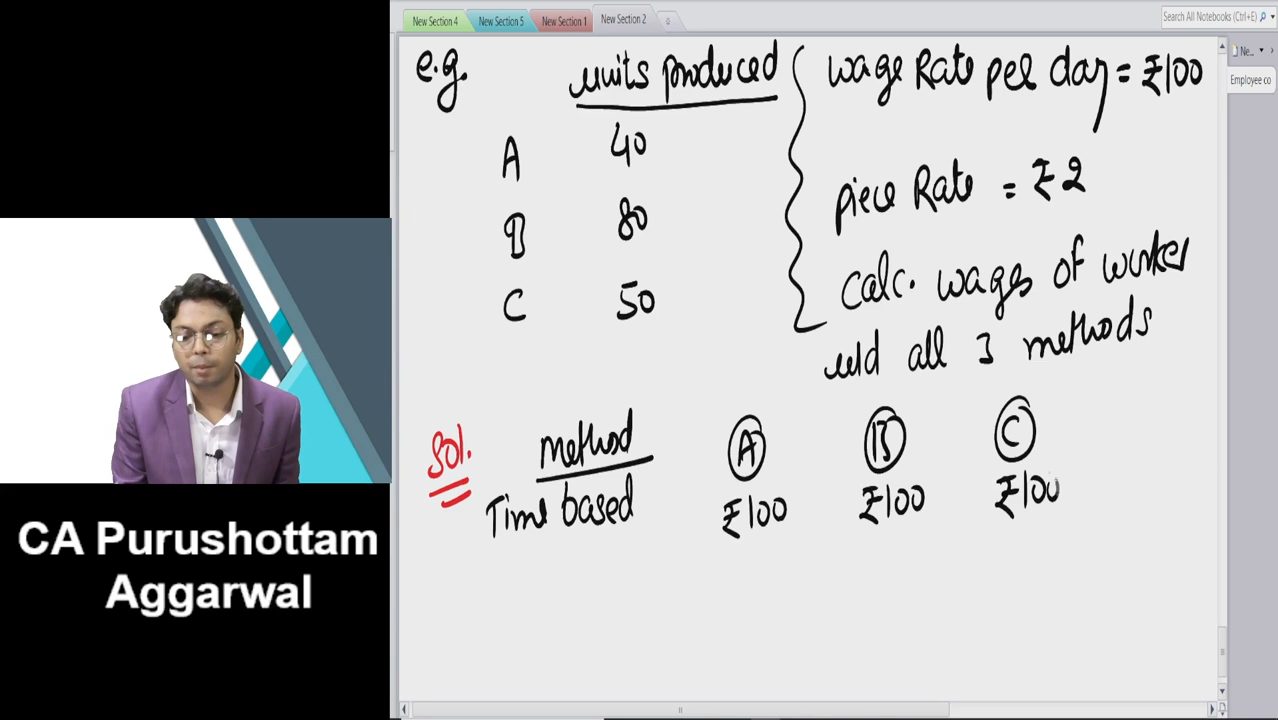 New Section 4 New Section 5 New Section 1 New Section 2
Search All Notebooks (Ctrl+E)
Ne...
Employee co
e.g. units produced
A 40
B 80
C 50
wage Rate per day = ₹100
piece Rate = ₹2
calc. wages of worker
u/d all 3 methods
Sol. Method A B C
Time based ₹100 ₹100 ₹100
CA Purushottam
Aggarwal